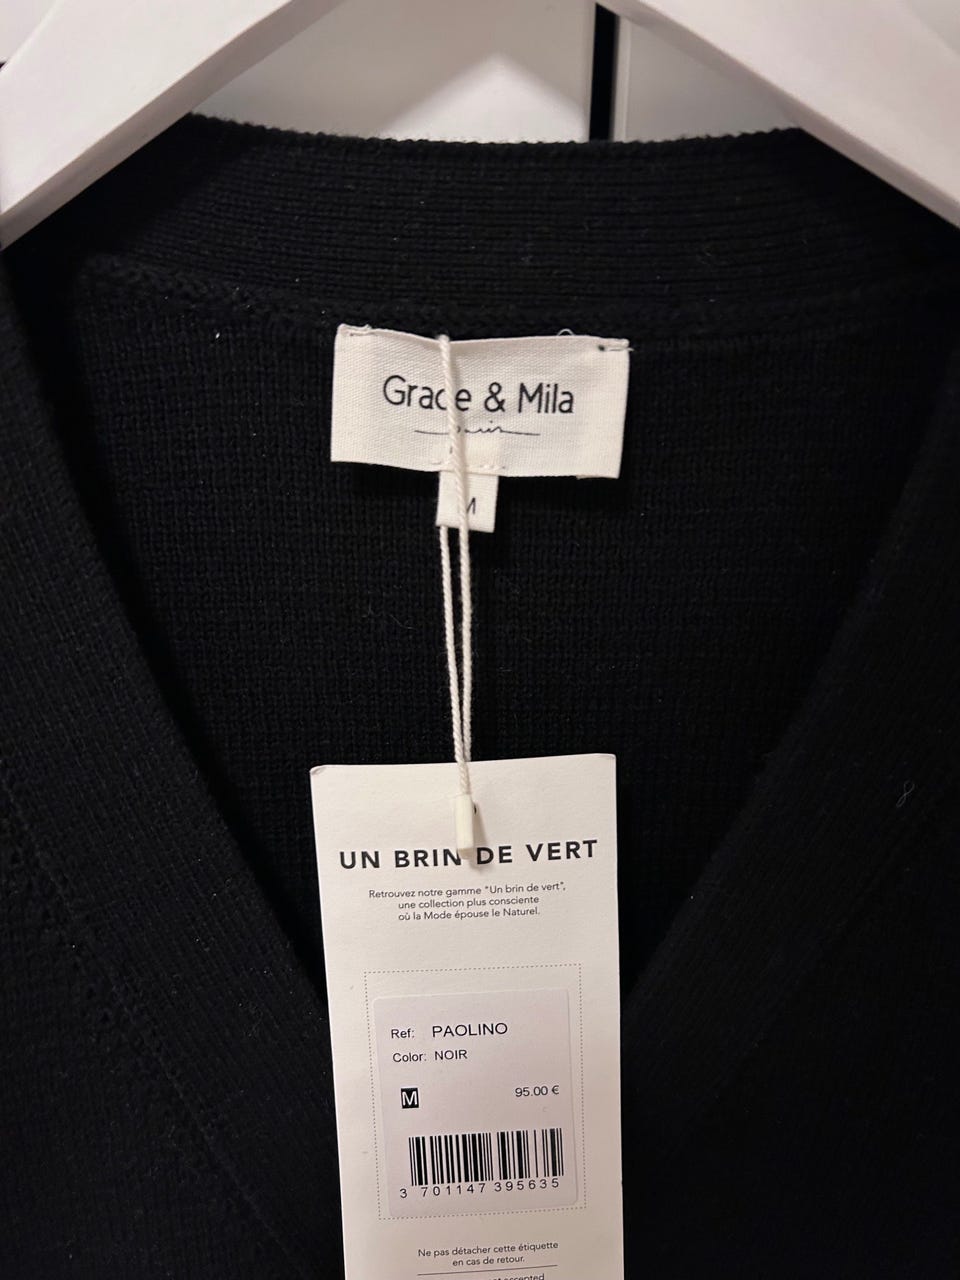 Grace & Mila
paris
M
UN BRIN DE VERT
Retrouvez notre gamme "Un brin de vert",
une collection plus consciente
où la Mode épouse le Naturel.
Ref: PAOLINO
Color: NOIR
M 95.00 €
3 701147 395635
Ne pas détacher cette étiquette
en cas de retour.
accepted